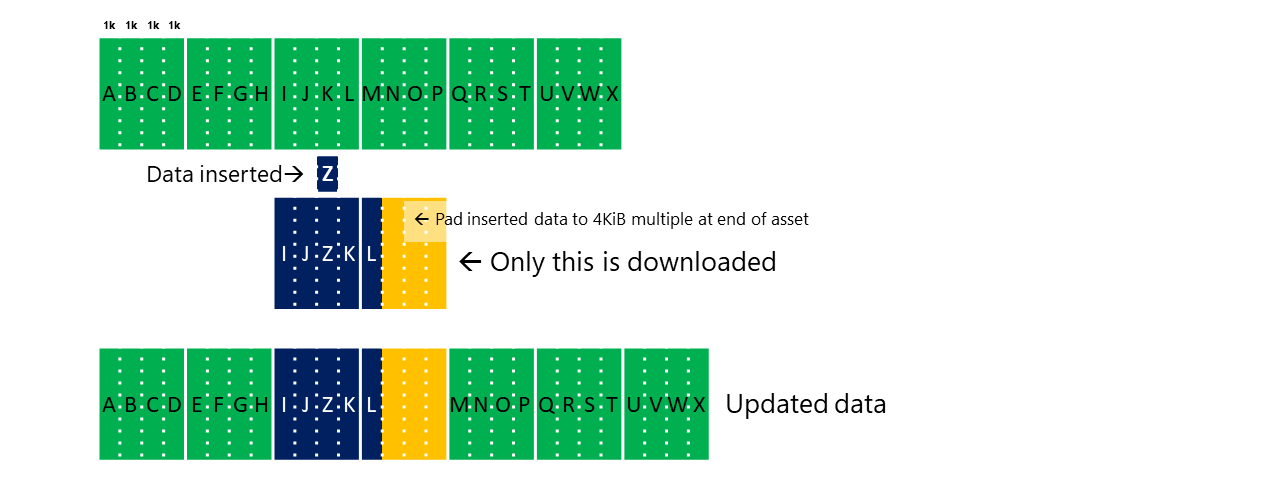 1k 1k 1k 1k
A B C D E F G H I J K L M N O P Q R S T U V W X
Data inserted→ Z
← Pad inserted data to 4KiB multiple at end of asset
I J Z K L ← Only this is downloaded
A B C D E F G H I J Z K L M N O P Q R S T U V W X Updated data